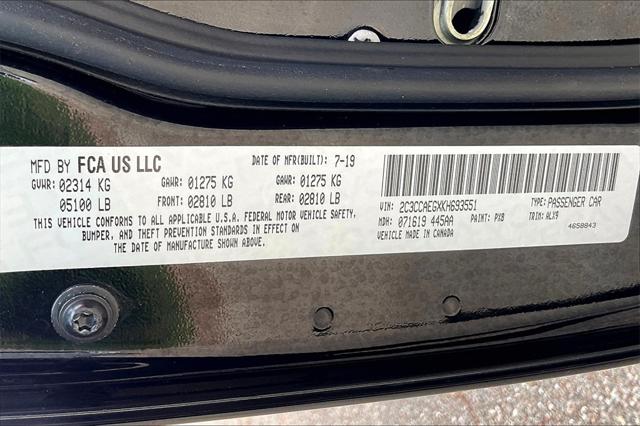 MFD BY FCA US LLC DATE OF MFR(BUILT): 7-19
GVWR: 02314 KG GAWR: 01275 KG GAWR: 01275 KG
05100 LB FRONT: 02810 LB REAR: 02810 LB
THIS VEHICLE CONFORMS TO ALL APPLICABLE U.S.A. FEDERAL MOTOR VEHICLE SAFETY,
BUMPER, AND THEFT PREVENTION STANDARDS IN EFFECT ON
THE DATE OF MANUFACTURE SHOWN ABOVE.
VIN: 2C3CCAEGXKH693551 TYPE: PASSENGER CAR
MDH: 071619 445AA PAINT: PX8 TRIM: ALX9
VEHICLE MADE IN CANADA 4658843